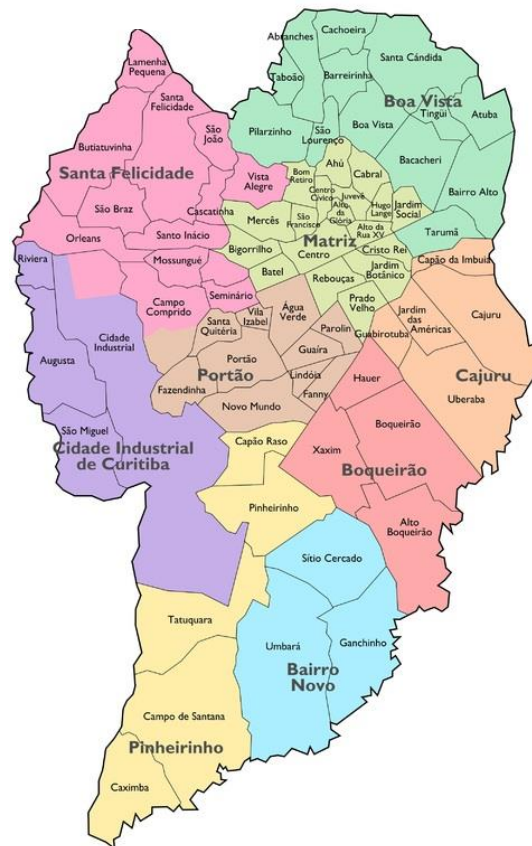 Abranches
Cachoeira
Lamenha
Pequena
Santa Cándida
Taboão
Barreirinha
Boa Vista
Santa
Felicidade
Tingüi
Atuba
São
João
Pilarzinho
São
Lourenço
Boa Vista
Butiatuvinha
Bacacheri
Ahú
Santa Felicidade
Vista
Alegre
Bom
Retiro
Cabral
Bairro Alto
Centro
Cívico
Juvevê
Hugo
Lange
Jardim
Social
São Braz
Cascatinha
Mercês
São
Francisco
Alto
da
Glória
Alto da
Rua XV
Tarumã
Orleans
Santo Inácio
Matriz
Bigorrilho
Centro
Cristo Rei
Riviera
Mossunguê
Batel
Rebouças
Jardim
Botânico
Capão da Imbuia
Campo
Comprido
Seminário
Prado
Velho
Água
Verde
Vila
Izabel
Santa
Quitéria
Parolin
Guabirotuba
Jardim
das
Américas
Cajuru
Cidade
Industrial
Augusta
Portão
Guaíra
Portão
Lindóia
Hauer
Cajuru
Fazendinha
Fanny
Uberaba
Novo Mundo
São Miguel
Cidade Industrial
de Curitiba
Capão Raso
Xaxim
Boqueirão
Boqueirão
Pinheirinho
Alto
Boqueirão
Sítio Cercado
Tatuquara
Umbará
Ganchinho
Bairro
Novo
Campo de Santana
Pinheirinho
Caximba